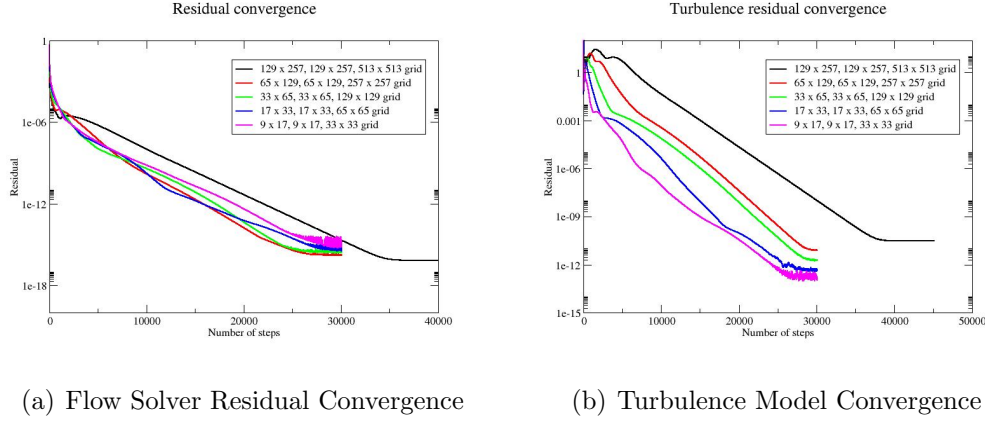 Residual convergence
1
1e-06
1e-12
1e-18
Residual
129 x 257, 129 x 257, 513 x 513 grid
65 x 129, 65 x 129, 257 x 257 grid
33 x 65, 33 x 65, 129 x 129 grid
17 x 33, 17 x 33, 65 x 65 grid
9 x 17, 9 x 17, 33 x 33 grid
0 10000 20000 30000 40000
Number of steps
(a) Flow Solver Residual Convergence
Turbulence residual convergence
1
0.001
1e-06
1e-09
1e-12
1e-15
Residual
129 x 257, 129 x 257, 513 x 513 grid
65 x 129, 65 x 129, 257 x 257 grid
33 x 65, 33 x 65, 129 x 129 grid
17 x 33, 17 x 33, 65 x 65 grid
9 x 17, 9 x 17, 33 x 33 grid
0 10000 20000 30000 40000 50000
Number of steps
(b) Turbulence Model Convergence